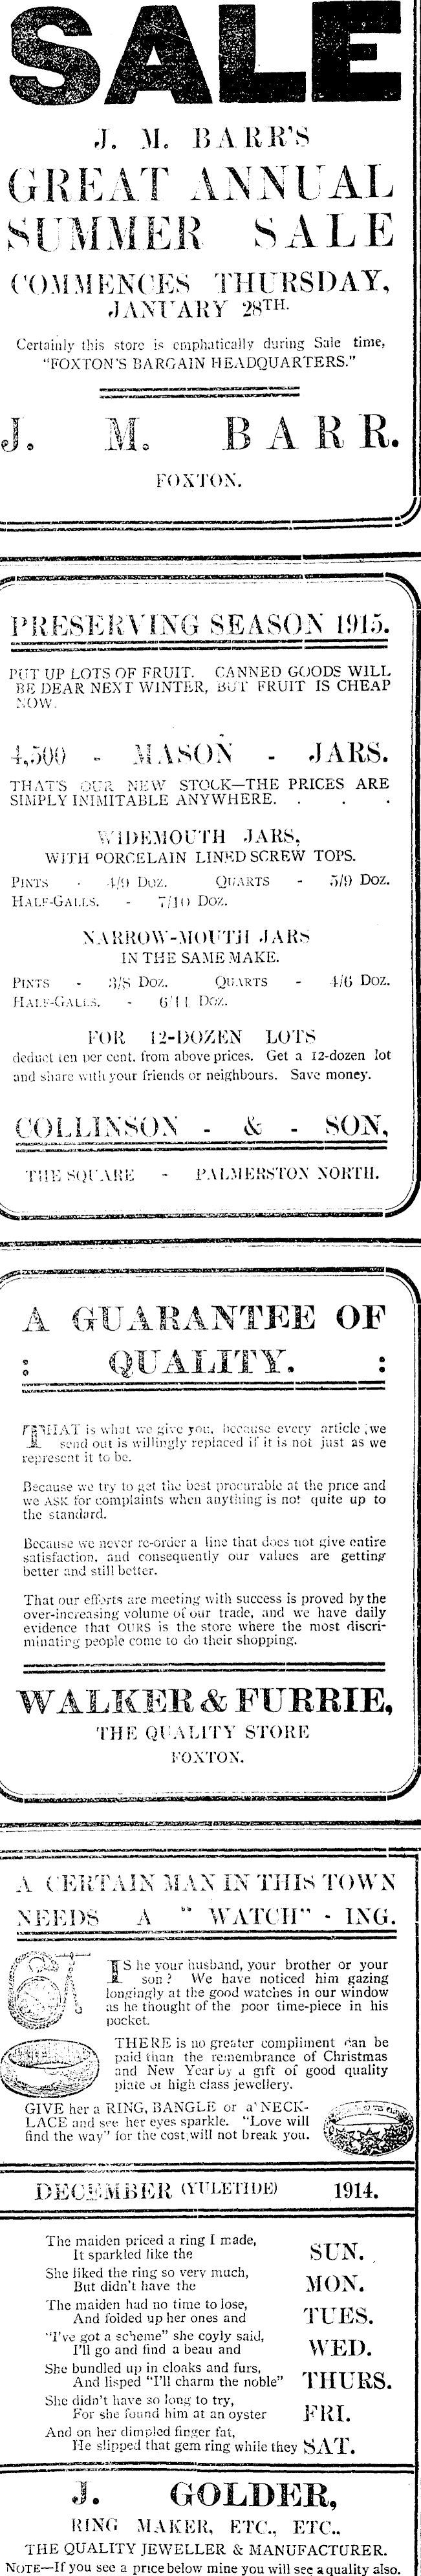 SALE
J. M. BARR'S
GREAT ANNUAL
SUMMER SALE
COMMENCES THURSDAY,
JANUARY 28TH.
Certainly this store is emphatically during Sale time,
"FOXTON'S BARGAIN HEADQUARTERS."
J. M. BARR.
FOXTON.
PRESERVING SEASON 1915.
PUT UP LOTS OF FRUIT. CANNED GOODS WILL
BE DEAR NEXT WINTER, BUT FRUIT IS CHEAP
NOW.
4,500 - MASON - JARS.
THAT'S OUR NEW STOCK—THE PRICES ARE
SIMPLY INIMITABLE ANYWHERE. . . .
WIDEMOUTH JARS,
WITH PORCELAIN LINED SCREW TOPS.
PINTS - 4/9 DOZ. QUARTS - 5/9 DOZ.
HALF-GALLS. - 7/10 DOZ.
NARROW-MOUTH JARS
IN THE SAME MAKE.
PINTS - 3/8 DOZ. QUARTS - 4/6 DOZ.
HALF-GALLS. - 6/11 DOZ.
FOR 12-DOZEN LOTS
deduct ten per cent. from above prices. Get a 12-dozen lot
and share with your friends or neighbours. Save money.
COLLINSON - & - SON,
THE SQUARE - PALMERSTON NORTH.
A GUARANTEE OF
: QUALITY. :
THAT is what we give you, because every article we
send out is willingly replaced if it is not just as we
represent it to be.
Because we try to get the best procurable at the price and
we ASK for complaints when anything is not quite up to
the standard.
Because we never re-order a line that does not give entire
satisfaction, and consequently our values are getting
better and still better.
That our efforts are meeting with success is proved by the
over-increasing volume of our trade, and we have daily
evidence that OURS is the store where the most discri-
minating people come to do their shopping.
WALKER & FURRIE,
THE QUALITY STORE
FOXTON.
A CERTAIN MAN IN THIS TOWN
NEEDS A "WATCH" - ING.
IS he your husband, your brother or your
son? We have noticed him gazing
longingly at the good watches in our window
as he thought of the poor time-piece in his
pocket.
THERE is no greater compliment can be
paid than the remembrance of Christmas
and New Year by a gift of good quality
plate or high class jewellery.
GIVE her a RING, BANGLE or a NECK-
LACE and see her eyes sparkle. "Love will
find the way" for the cost will not break you.
DECEMBER (YULETIDE) 1914.
The maiden priced a ring I made,
It sparkled like the SUN.
She liked the ring so very much,
But didn't have the MON.
The maiden had no time to lose,
And folded up her ones and TUES.
"I've got a scheme" she coyly said,
I'll go and find a beau and WED.
She bundled up in cloaks and furs,
And lisped "I'll charm the noble" THURS.
She didn't have so long to try,
For she found him at an oyster FRI.
And on her dimpled finger fat,
He slipped that gem ring while they SAT.
J. GOLDER,
RING MAKER, ETC., ETC.,
THE QUALITY JEWELLER & MANUFACTURER.
NOTE—If you see a price below mine you will see a quality also.